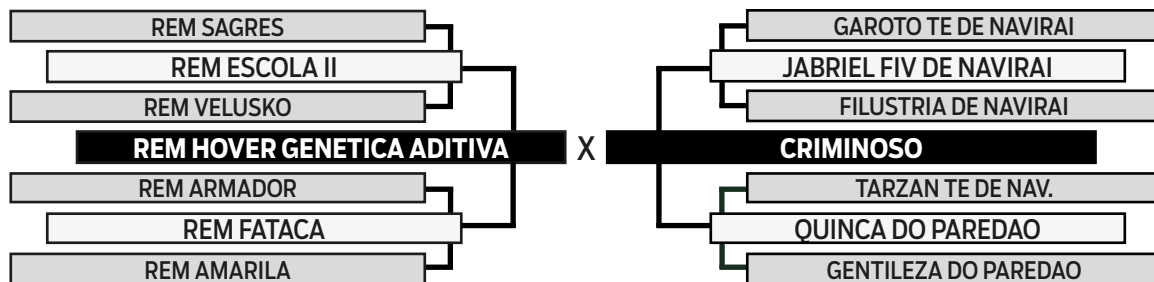 REM SAGRES
REM ESCOLA II
REM VELUSKO
REM HOVER GENETICA ADITIVA
REM ARMADOR
REM FATACA
REM AMARILA
X
GAROTO TE DE NAVIRAI
JABRIEL FIV DE NAVIRAI
FILUSTRIA DE NAVIRAI
CRIMINOSO
TARZAN TE DE NAV.
QUINCA DO PAREDAO
GENTILEZA DO PAREDAO